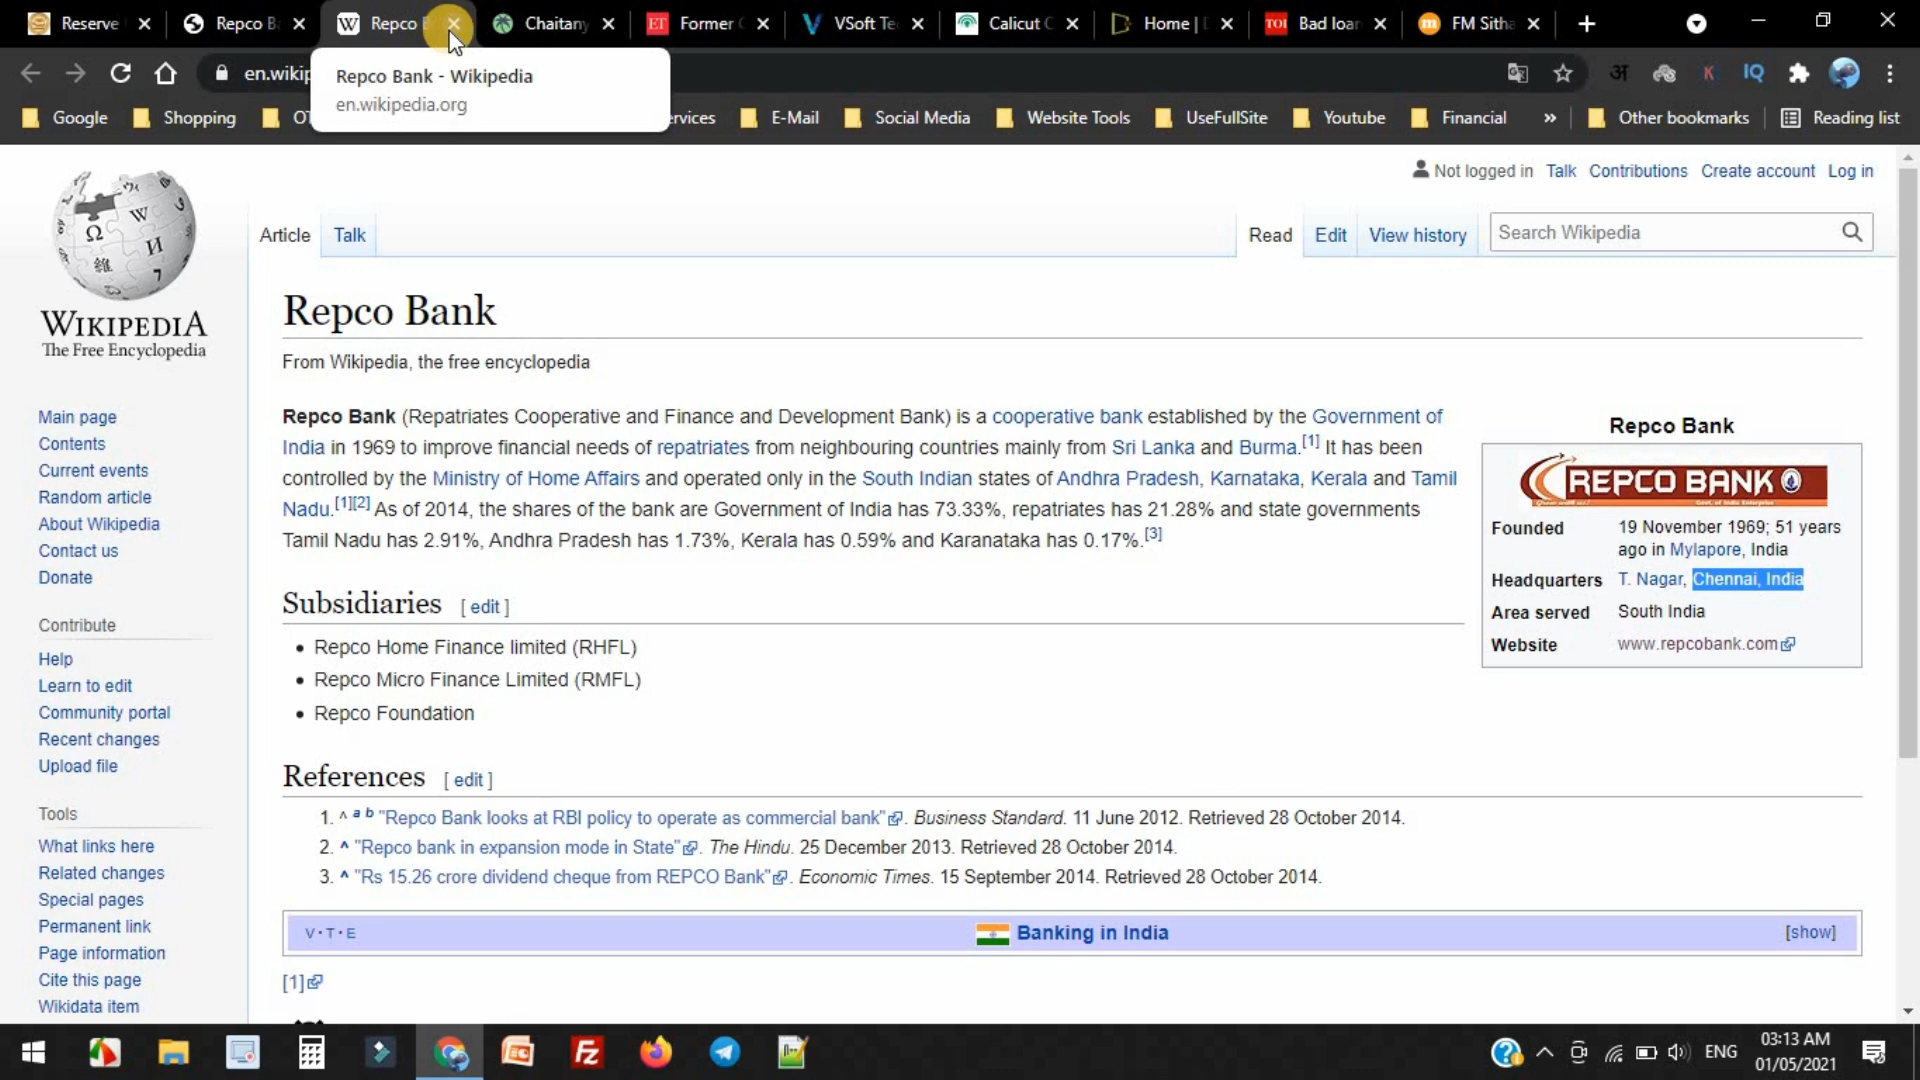 Reserve
Repco B
Repco
Chaitany
Former
VSoft Te
Calicut
Home |
Bad loan
FM Sitha
en.wikip
Repco Bank - Wikipedia
en.wikipedia.org
Google
Shopping
OT
ervices
E-Mail
Social Media
Website Tools
UseFullSite
Youtube
Financial
Other bookmarks
Reading list
Not logged in Talk Contributions Create account Log in
Article Talk
Read Edit View history
Search Wikipedia
WIKIPEDIA
The Free Encyclopedia
Main page
Contents
Current events
Random article
About Wikipedia
Contact us
Donate
Contribute
Help
Learn to edit
Community portal
Recent changes
Upload file
Tools
What links here
Related changes
Special pages
Permanent link
Page information
Cite this page
Wikidata item
Repco Bank
From Wikipedia, the free encyclopedia
Repco Bank (Repatriates Cooperative and Finance and Development Bank) is a cooperative bank established by the Government of
India in 1969 to improve financial needs of repatriates from neighbouring countries mainly from Sri Lanka and Burma.[1] It has been
controlled by the Ministry of Home Affairs and operated only in the South Indian states of Andhra Pradesh, Karnataka, Kerala and Tamil
Nadu.[1][2] As of 2014, the shares of the bank are Government of India has 73.33%, repatriates has 21.28% and state governments
Tamil Nadu has 2.91%, Andhra Pradesh has 1.73%, Kerala has 0.59% and Karanataka has 0.17%.[3]
Repco Bank
REPCO BANK
Founded 19 November 1969; 51 years
ago in Mylapore, India
Headquarters T. Nagar, Chennai, India
Area served South India
Website www.repcobank.com
Subsidiaries [ edit ]
• Repco Home Finance limited (RHFL)
• Repco Micro Finance Limited (RMFL)
• Repco Foundation
References [ edit ]
1. ^ a b "Repco Bank looks at RBI policy to operate as commercial bank". Business Standard. 11 June 2012. Retrieved 28 October 2014.
2. ^ "Repco bank in expansion mode in State". The Hindu. 25 December 2013. Retrieved 28 October 2014.
3. ^ "Rs 15.26 crore dividend cheque from REPCO Bank". Economic Times. 15 September 2014. Retrieved 28 October 2014.
V·T·E Banking in India [show]
[1]
ENG
03:13 AM
01/05/2021